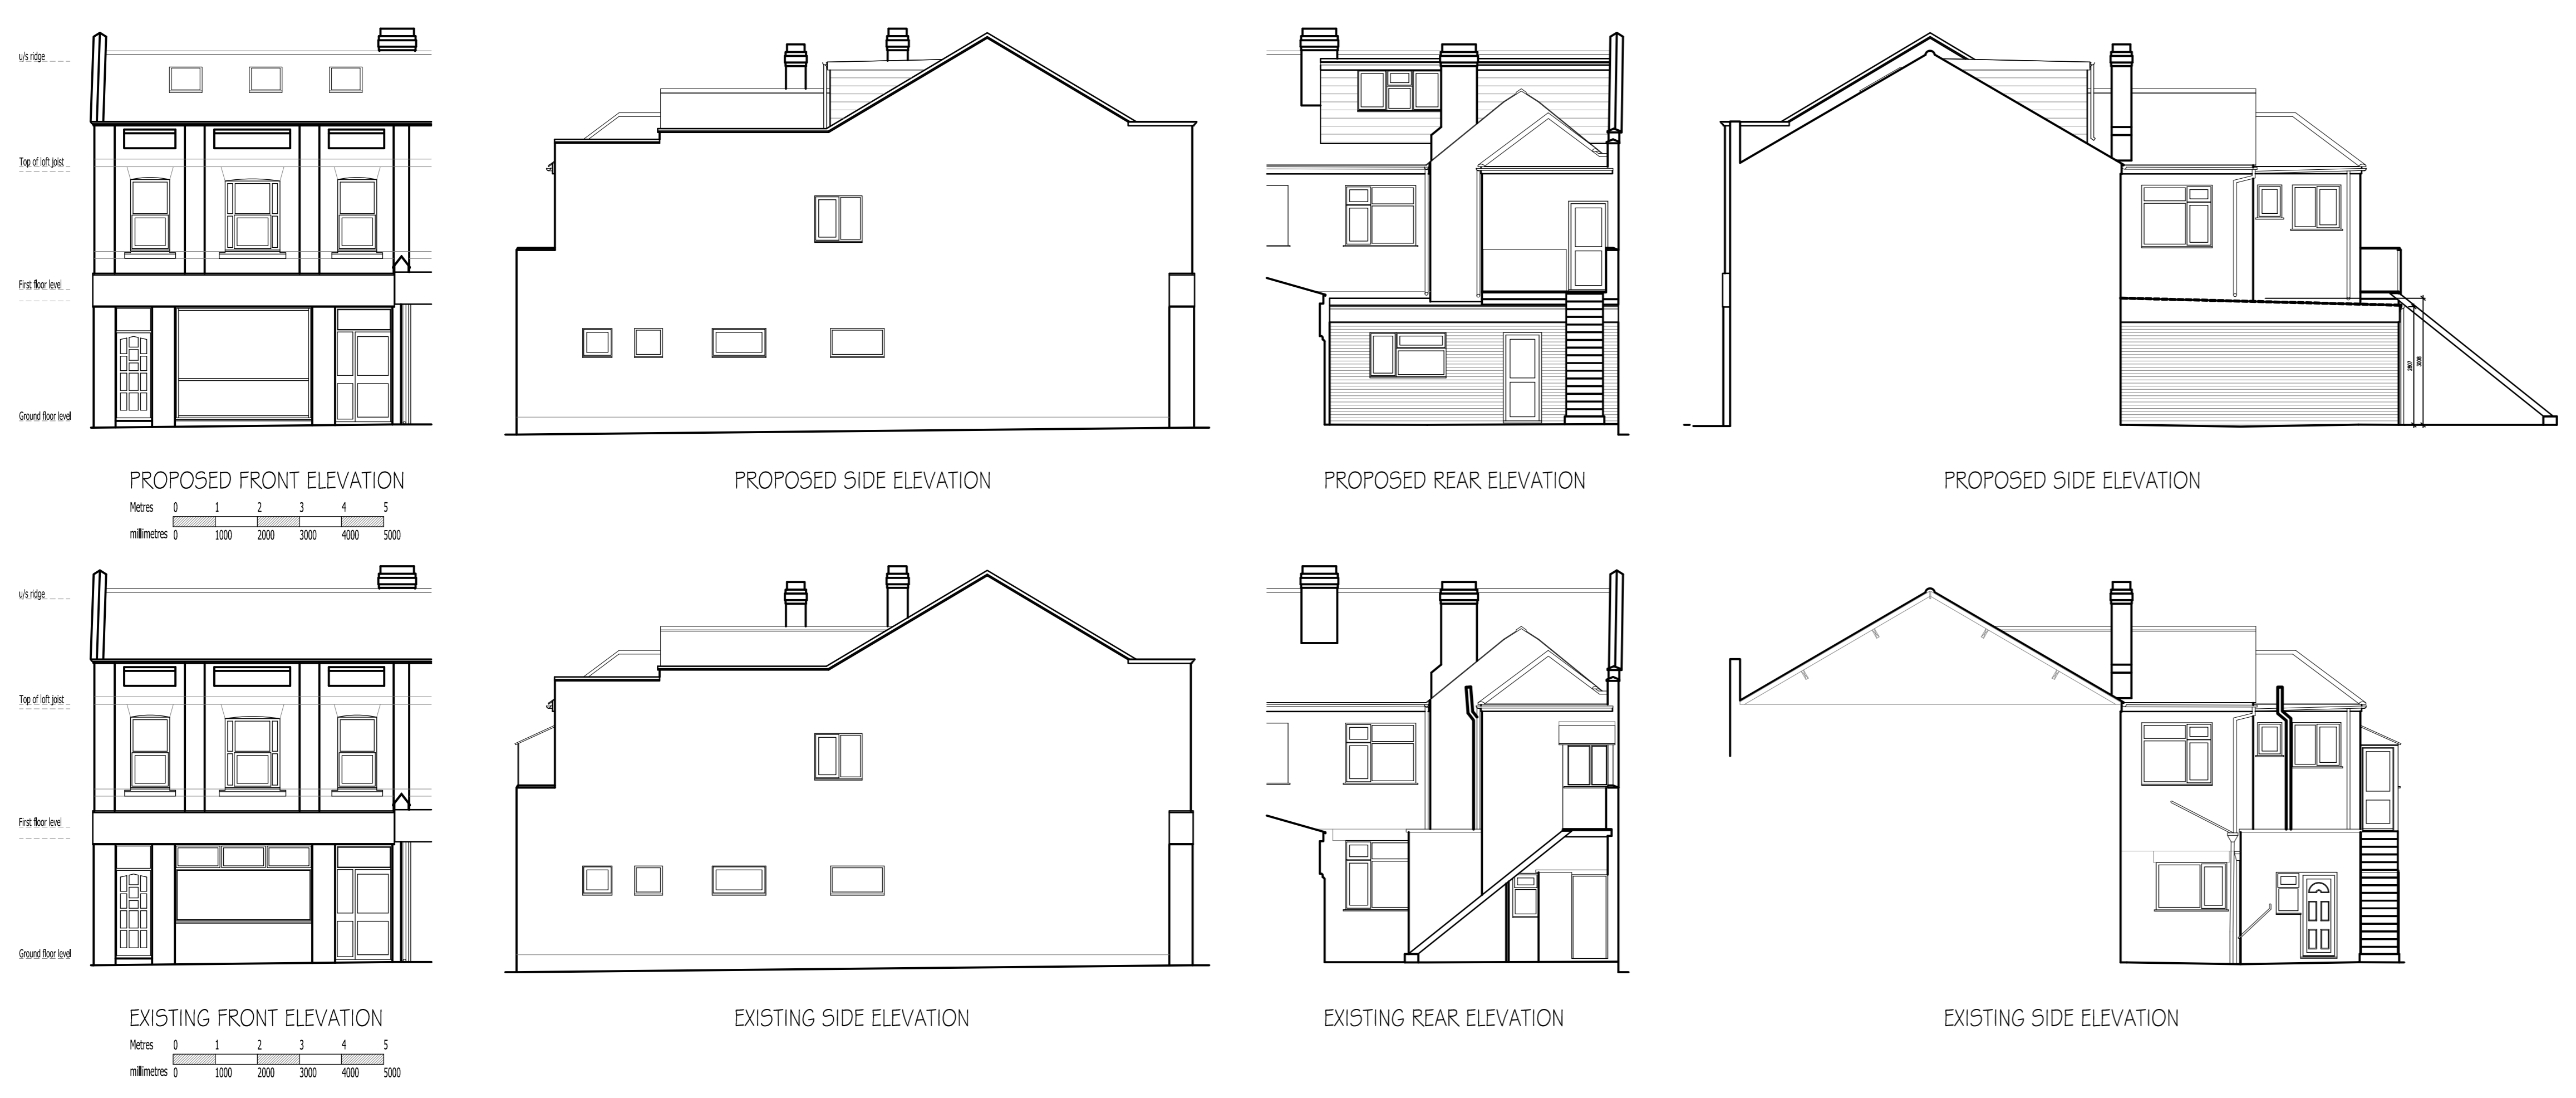 u/s ridge
Top of loft joist
First floor level
Ground floor level
2807
3008
PROPOSED FRONT ELEVATION
PROPOSED SIDE ELEVATION
PROPOSED REAR ELEVATION
PROPOSED SIDE ELEVATION
Metres 0 1 2 3 4 5
millimetres 0 1000 2000 3000 4000 5000
u/s ridge
Top of loft joist
First floor level
Ground floor level
EXISTING FRONT ELEVATION
EXISTING SIDE ELEVATION
EXISTING REAR ELEVATION
EXISTING SIDE ELEVATION
Metres 0 1 2 3 4 5
millimetres 0 1000 2000 3000 4000 5000